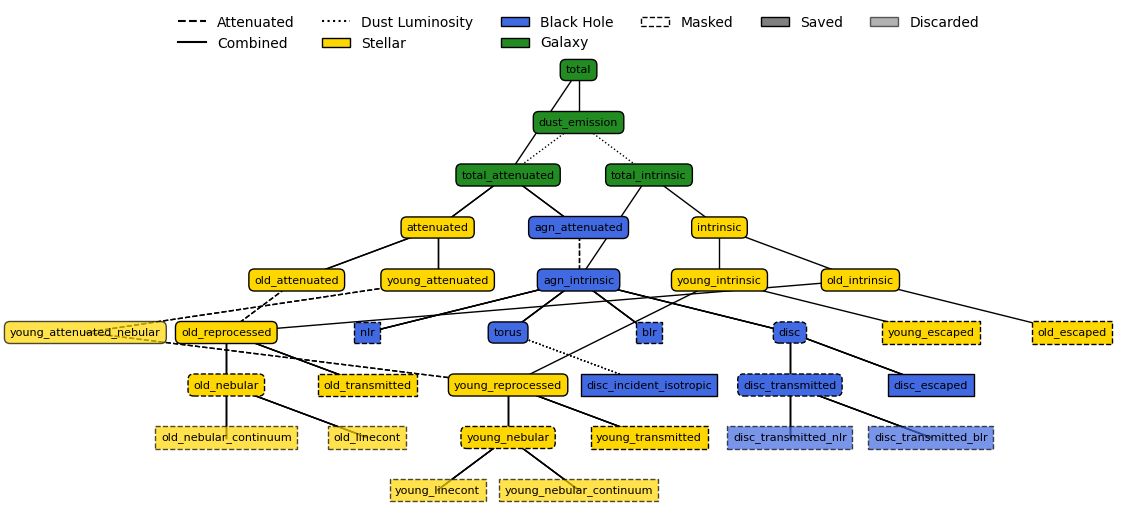 Attenuated Dust Luminosity Black Hole Masked Saved Discarded
Combined Stellar Galaxy
total
dust_emission
total_attenuated total_intrinsic
attenuated agn_attenuated intrinsic
old_attenuated young_attenuated agn_intrinsic young_intrinsic old_intrinsic
young_attenuated_nebular old_reprocessed nlr torus blr disc young_escaped old_escaped
old_nebular old_transmitted young_reprocessed disc_incident_isotropic disc_transmitted disc_escaped
old_nebular_continuum old_linecont young_nebular young_transmitted disc_transmitted_nlr disc_transmitted_blr
young_linecont young_nebular_continuum